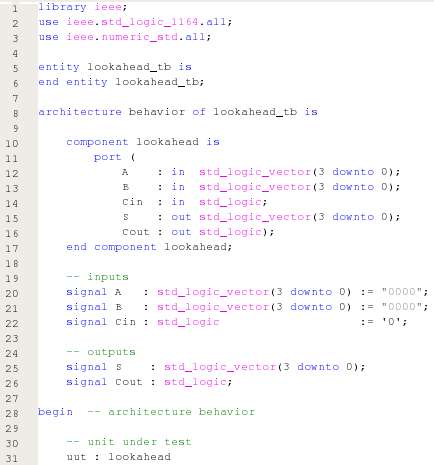 1 library ieee;
2 use ieee.std_logic_1164.all;
3 use ieee.numeric_std.all;
4
5 entity lookahead_tb is
6 end entity lookahead_tb;
7
8 architecture behavior of lookahead_tb is
9
10     component lookahead is
11         port (
12             A    : in  std_logic_vector(3 downto 0);
13             B    : in  std_logic_vector(3 downto 0);
14             Cin  : in  std_logic;
15             S    : out std_logic_vector(3 downto 0);
16             Cout : out std_logic);
17     end component lookahead;
18
19     -- inputs
20     signal A   : std_logic_vector(3 downto 0) := "0000";
21     signal B   : std_logic_vector(3 downto 0) := "0000";
22     signal Cin : std_logic                    := '0';
23
24     -- outputs
25     signal S    : std_logic_vector(3 downto 0);
26     signal Cout : std_logic;
27
28 begin  -- architecture behavior
29
30     -- unit under test
31     uut : lookahead